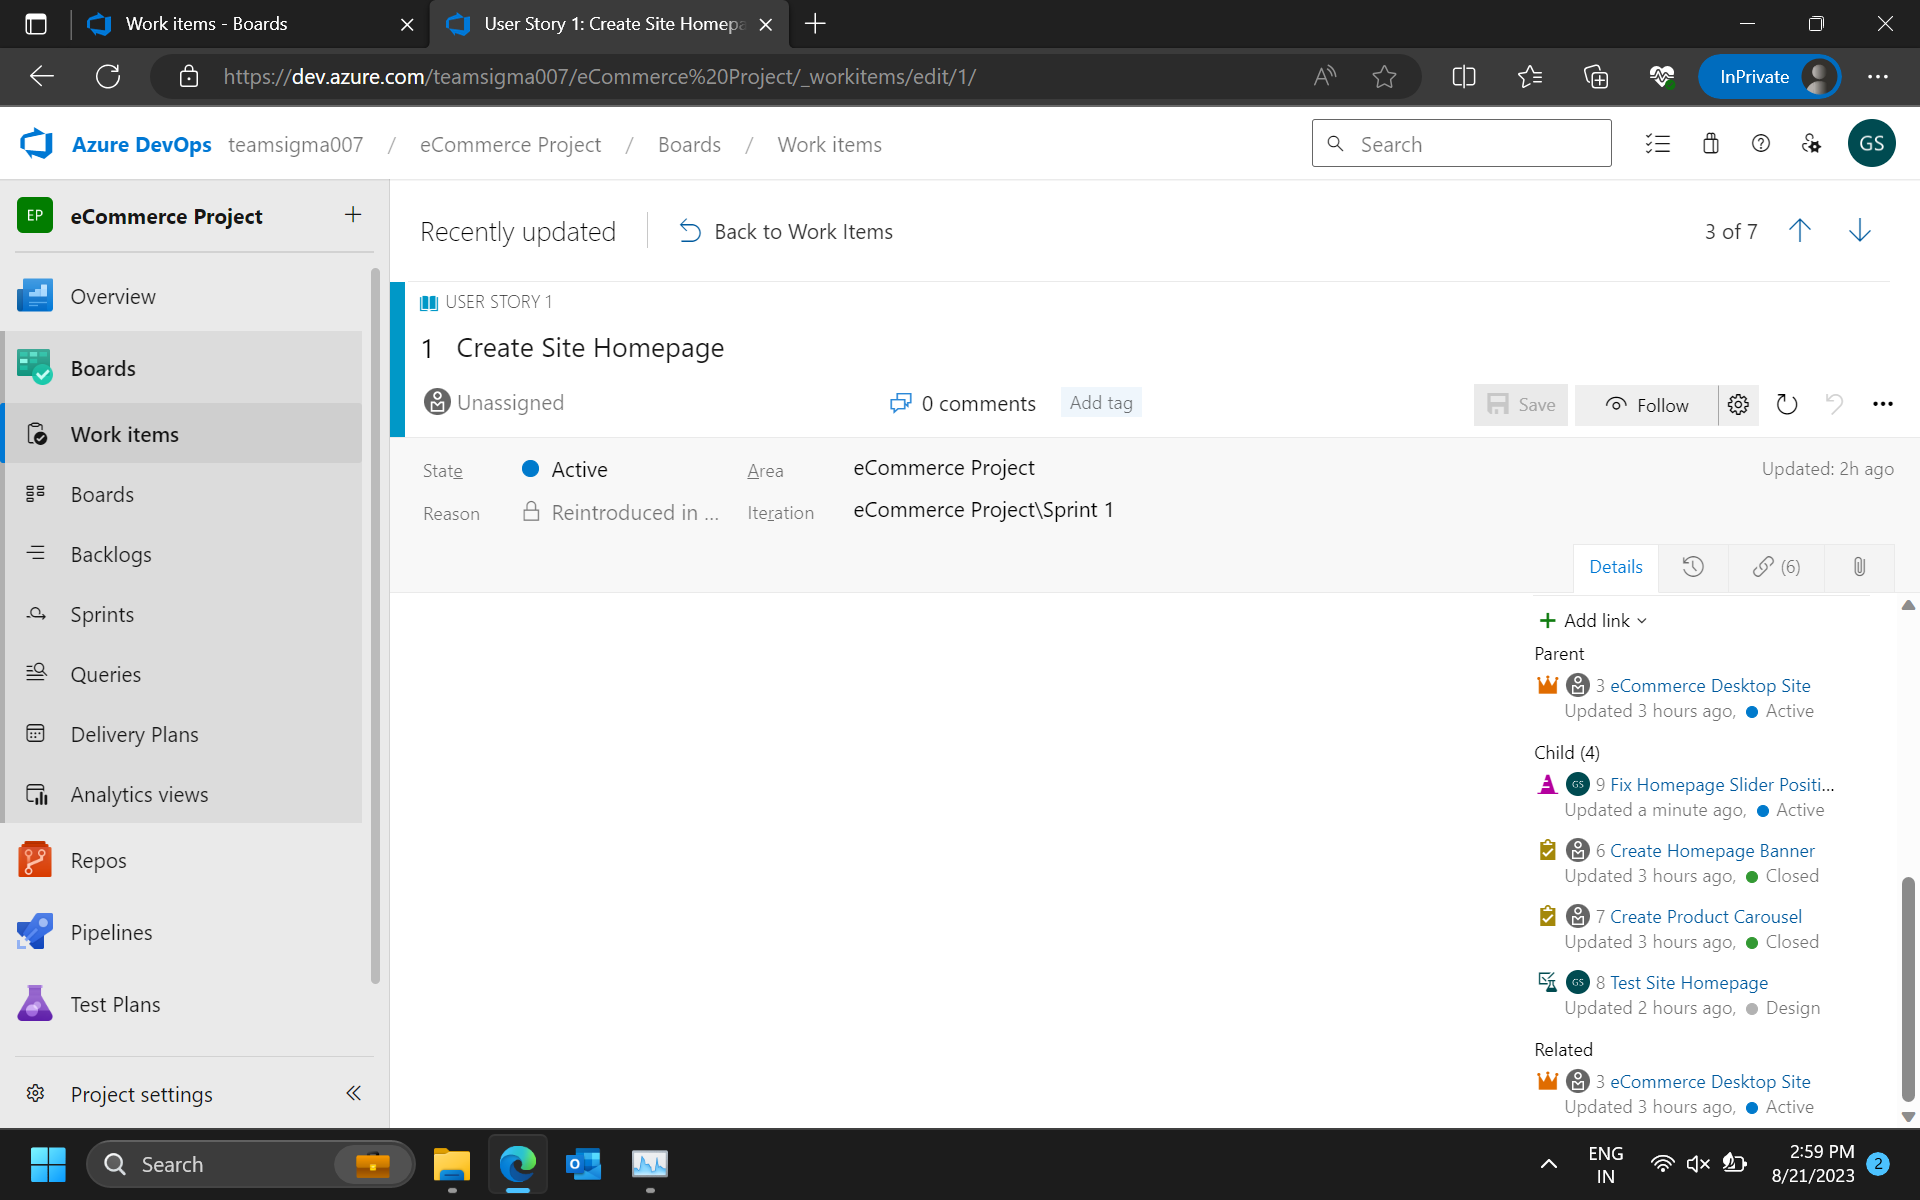 Work items - Boards
User Story 1: Create Site Homepa
https://dev.azure.com/teamsigma007/eCommerce%20Project/_workitems/edit/1/
InPrivate
Azure DevOps teamsigma007 / eCommerce Project / Boards / Work items
Search
GS
EP eCommerce Project
Overview
Boards
Work items
Boards
Backlogs
Sprints
Queries
Delivery Plans
Analytics views
Repos
Pipelines
Test Plans
Project settings
Recently updated
Back to Work Items
3 of 7
USER STORY 1
1 Create Site Homepage
Unassigned
0 comments
Add tag
Save
Follow
State Active
Area eCommerce Project
Updated: 2h ago
Reason Reintroduced in ...
Iteration eCommerce Project\Sprint 1
Details
(6)
Add link
Parent
3 eCommerce Desktop Site
Updated 3 hours ago, Active
Child (4)
GS 9 Fix Homepage Slider Positi...
Updated a minute ago, Active
6 Create Homepage Banner
Updated 3 hours ago, Closed
7 Create Product Carousel
Updated 3 hours ago, Closed
GS 8 Test Site Homepage
Updated 2 hours ago, Design
Related
3 eCommerce Desktop Site
Updated 3 hours ago, Active
Search
ENG
IN
2:59 PM
8/21/2023
2